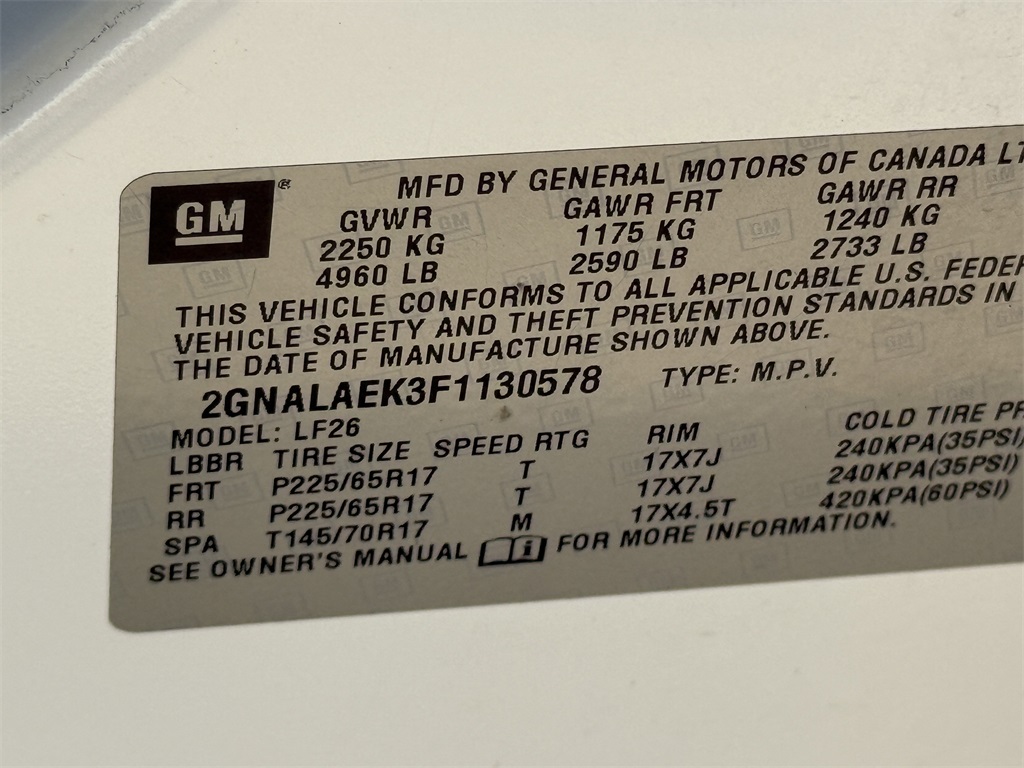 GM®
MFD BY GENERAL MOTORS OF CANADA LT
GVWR GAWR FRT GAWR RR
2250 KG 1175 KG 1240 KG
4960 LB 2590 LB 2733 LB
THIS VEHICLE CONFORMS TO ALL APPLICABLE U.S. FEDER
VEHICLE SAFETY AND THEFT PREVENTION STANDARDS IN
THE DATE OF MANUFACTURE SHOWN ABOVE.
2GNALAEK3F1130578 TYPE: M.P.V.
MODEL: LF26
LBBR TIRE SIZE SPEED RTG RIM COLD TIRE PR
FRT P225/65R17 T 17X7J 240KPA(35PSI)
RR P225/65R17 T 17X7J 240KPA(35PSI)
SPA T145/70R17 M 17X4.5T 420KPA(60PSI)
SEE OWNER'S MANUAL i FOR MORE INFORMATION.